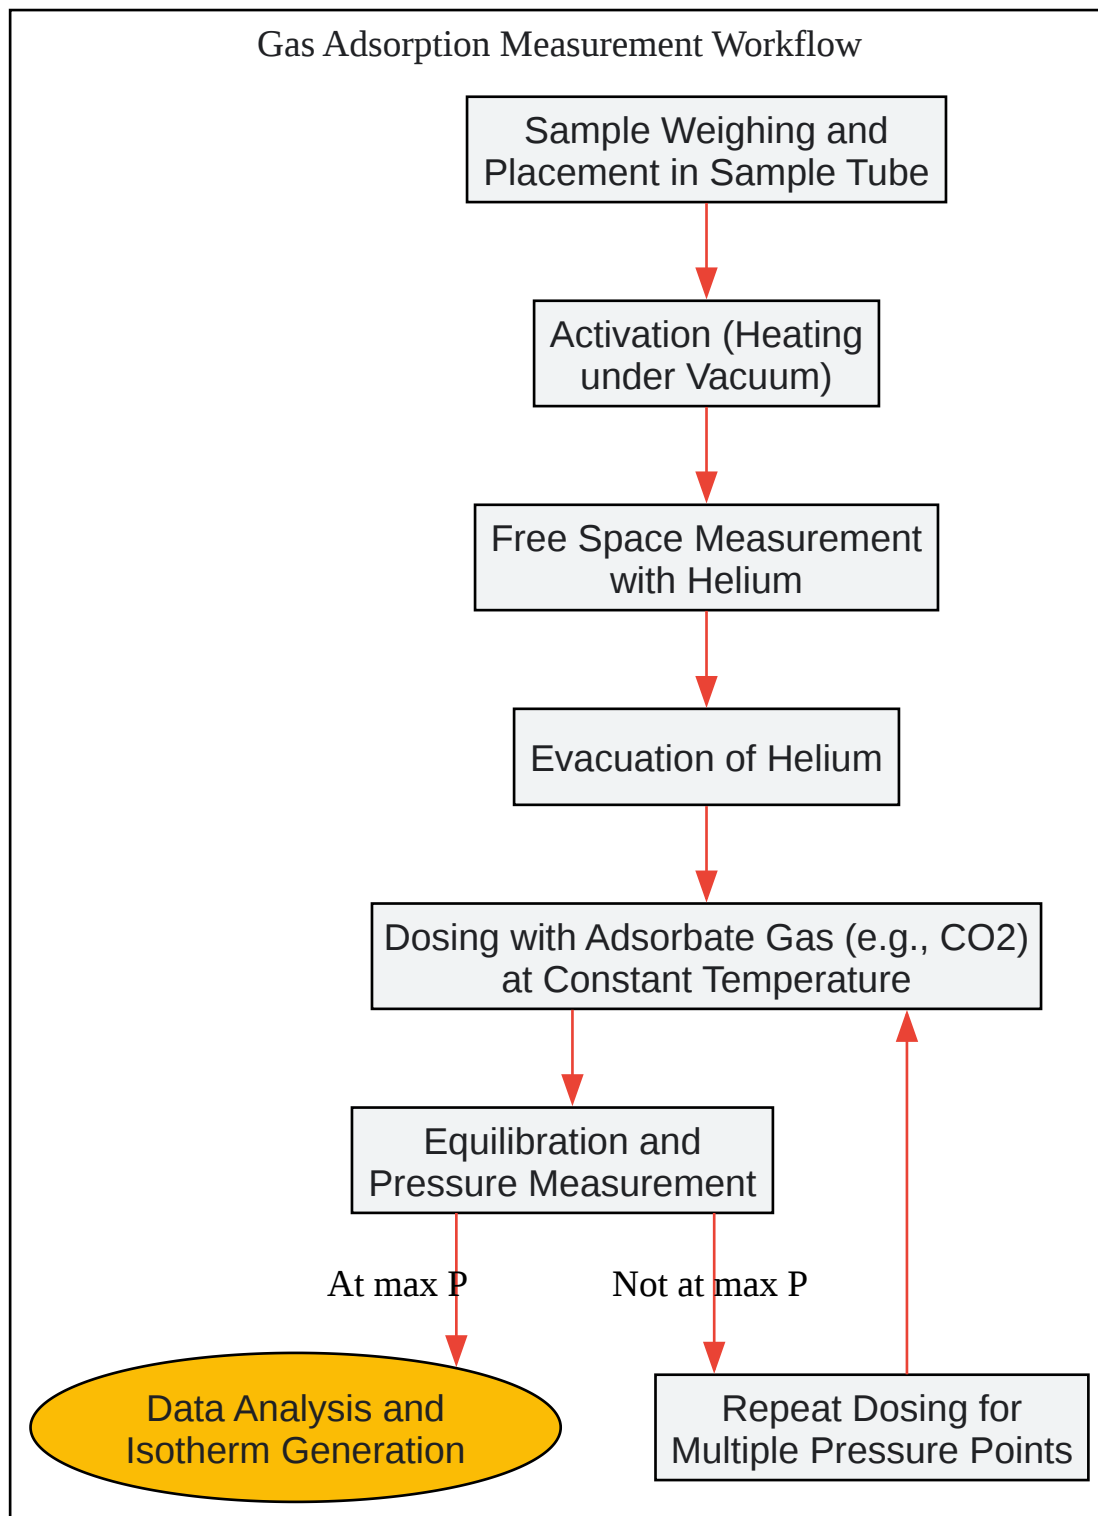 Gas Adsorption Measurement Workflow
Sample Weighing and
Placement in Sample Tube
Activation (Heating
under Vacuum)
Free Space Measurement
with Helium
Evacuation of Helium
Dosing with Adsorbate Gas (e.g., CO2)
at Constant Temperature
Equilibration and
Pressure Measurement
At max P
Not at max P
Data Analysis and
Isotherm Generation
Repeat Dosing for
Multiple Pressure Points